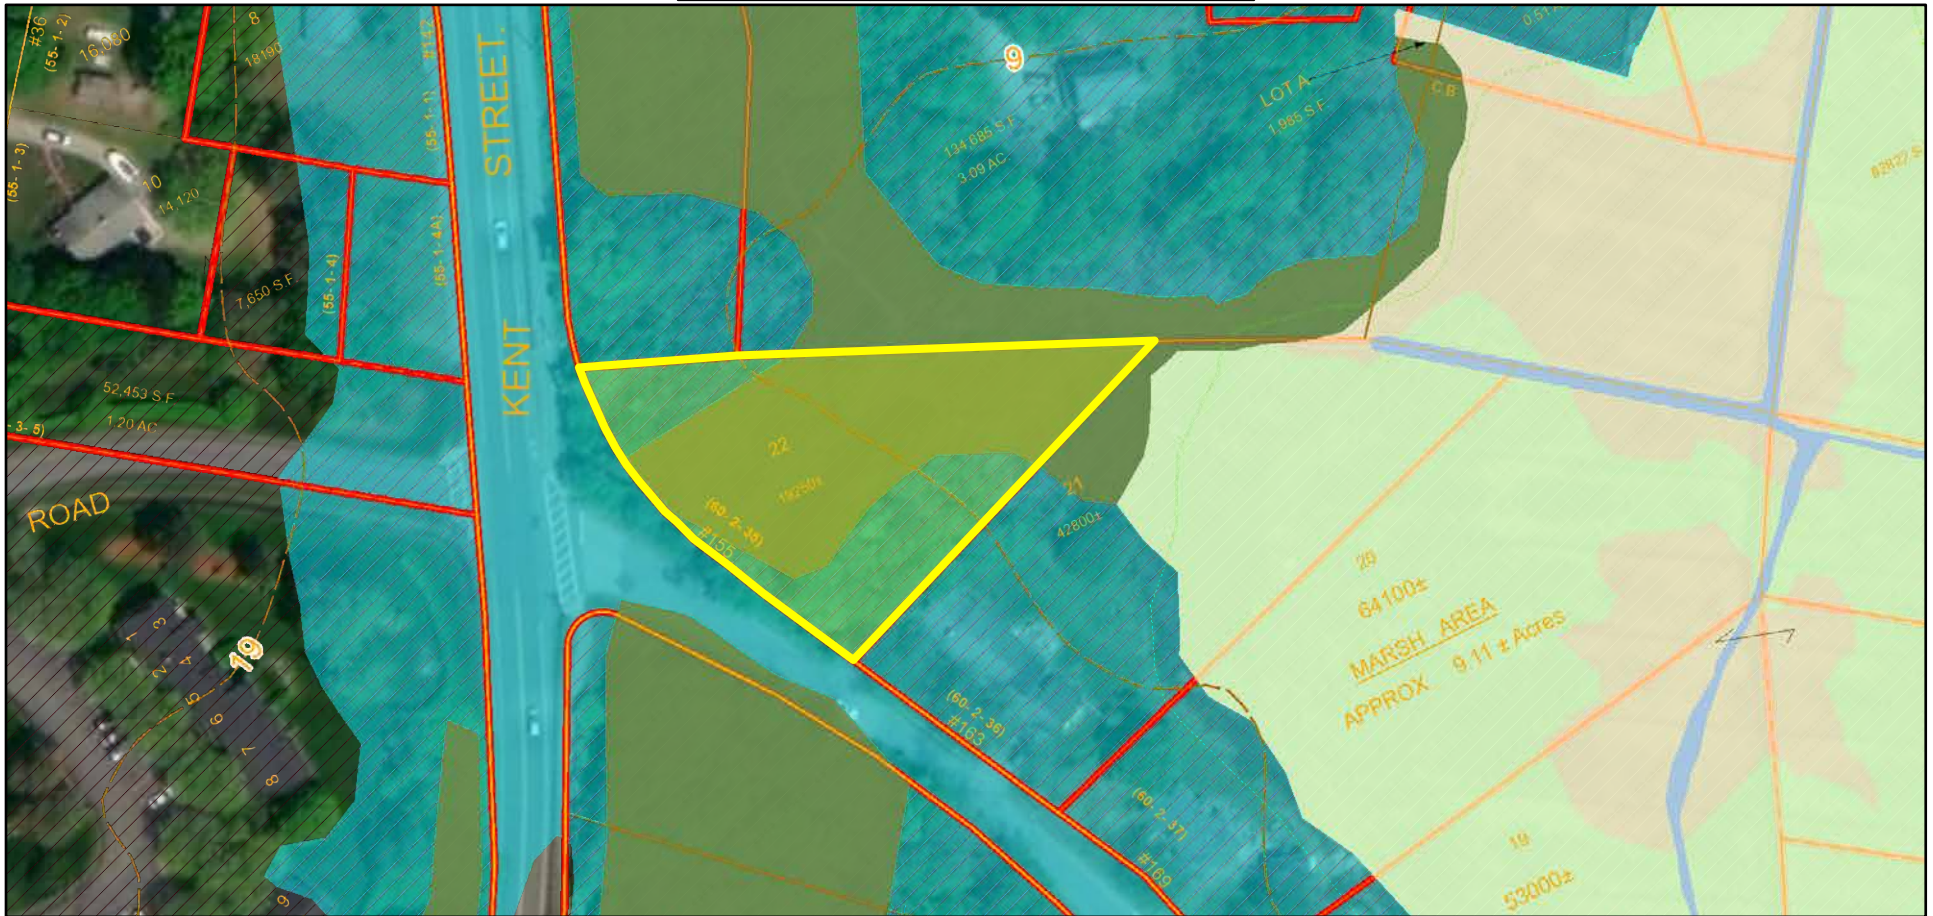 #36
(55-1-2)
16,080
8
18190
#142
STREET.
(55-1-1)
9
134,685 S.F.
3.09 AC.
LOT A
1,985 S.F.
C B
(55-1-3)
10
14,120
7,650 S.F.
(55-1-4)
(55-1-4A)
KENT
52,453 S.F.
1.20 AC.
-3-5)
ROAD
22
19250±
(60-2-35)
#155
21
42800±
20
64100±
MARSH AREA
APPROX 9.11 ± Acres
19
1
2
3
4
5
6
7
8
9
(60-2-36)
#163
(60-2-37)
#169
19
53000±